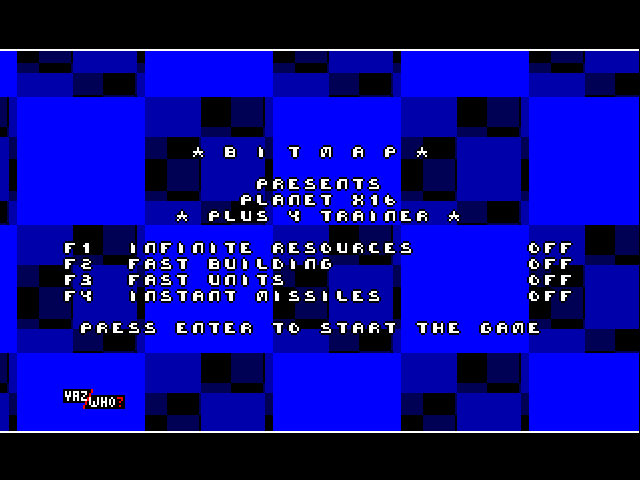 * B I T M A P *
PRESENTS
PLANET X16
* PLUS 4 TRAINER *
F1 INFINITE RESOURCES OFF
F2 FAST BUILDING OFF
F3 FAST UNITS OFF
F4 INSTANT MISSILES OFF
PRESS ENTER TO START THE GAME
YAZ/WHO?